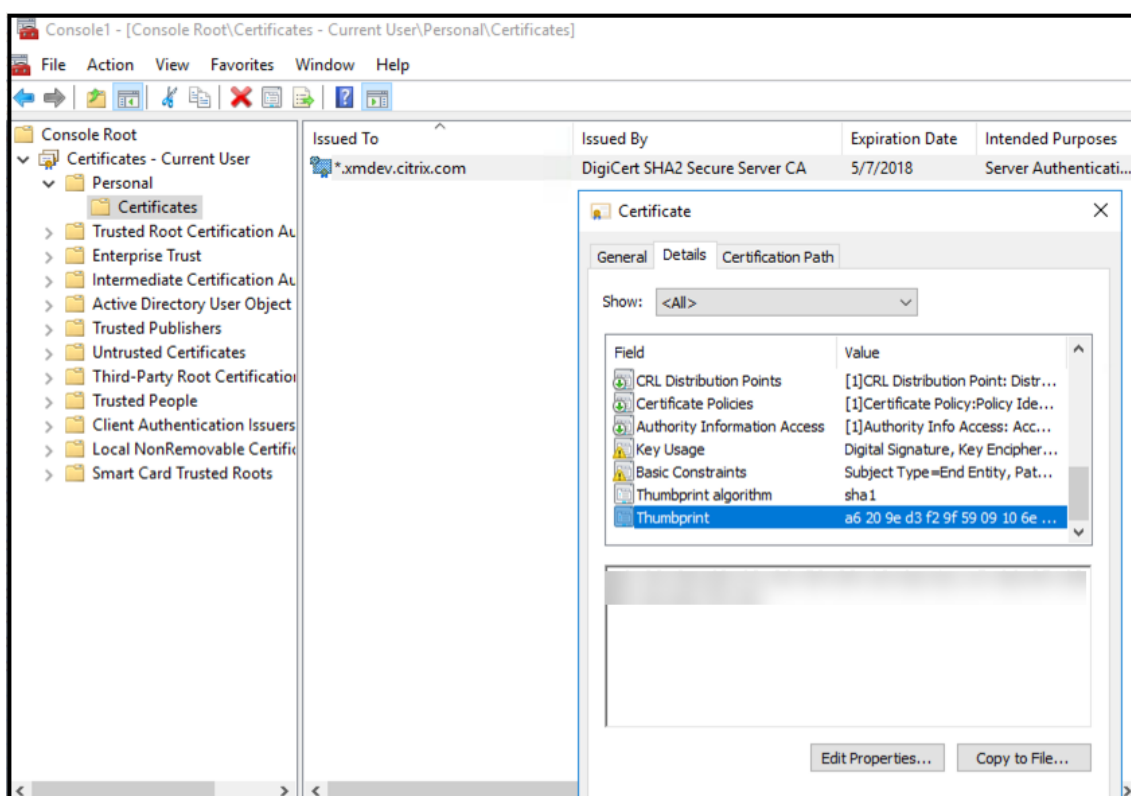 Console1 - [Console Root\Certificates - Current User\Personal\Certificates]
File Action View Favorites Window Help
Console Root
Certificates - Current User
Personal
Certificates
Trusted Root Certification Au
Enterprise Trust
Intermediate Certification Au
Active Directory User Object
Trusted Publishers
Untrusted Certificates
Third-Party Root Certification
Trusted People
Client Authentication Issuers
Local NonRemovable Certific
Smart Card Trusted Roots
Issued To Issued By Expiration Date Intended Purposes
*.xmdev.citrix.com DigiCert SHA2 Secure Server CA 5/7/2018 Server Authenticati...
Certificate
General Details Certification Path
Show: <All>
Field Value
CRL Distribution Points [1]CRL Distribution Point: Distr...
Certificate Policies [1]Certificate Policy:Policy Ide...
Authority Information Access [1]Authority Info Access: Acc...
Key Usage Digital Signature, Key Encipher...
Basic Constraints Subject Type=End Entity, Pat...
Thumbprint algorithm sha1
Thumbprint a6 20 9e d3 f2 9f 59 09 10 6e ...
Edit Properties... Copy to File...